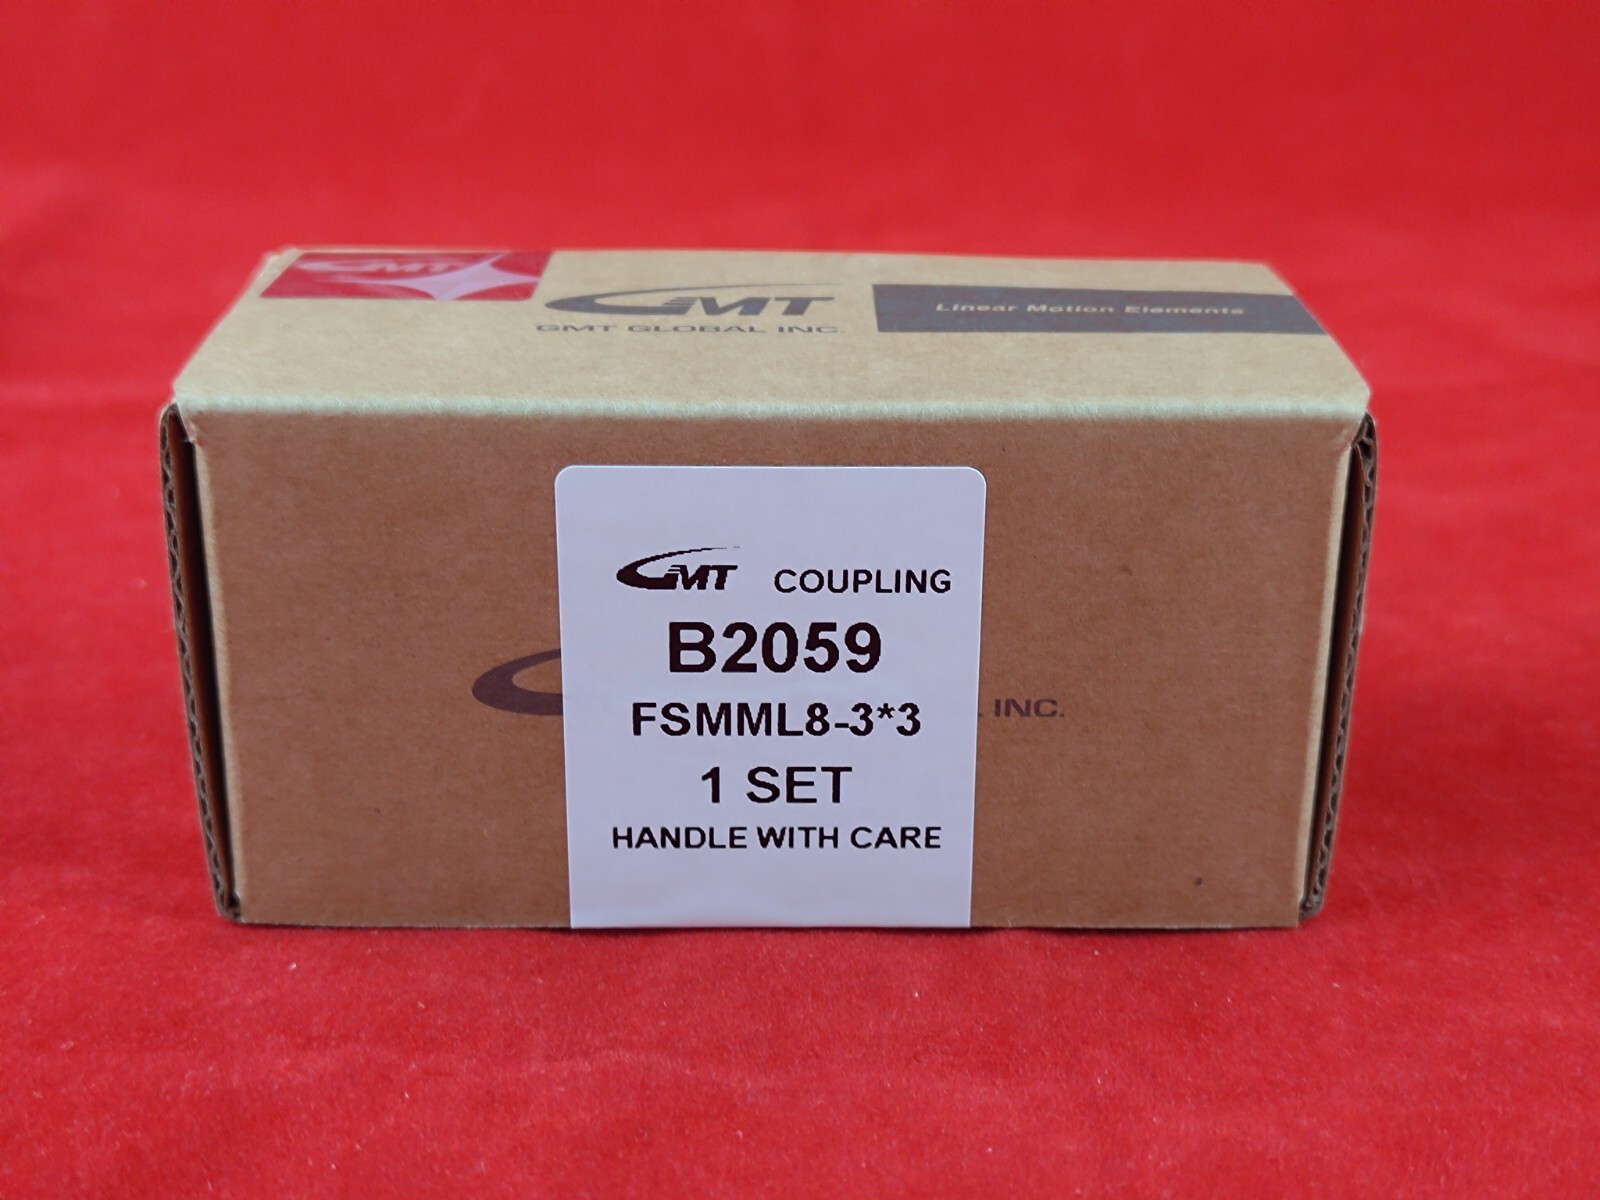 GMT
GMT
GMT GLOBAL INC.
Linear Motion Elements
GMT COUPLING
B2059
FSMML8-3*3
1 SET
HANDLE WITH CARE
INC.